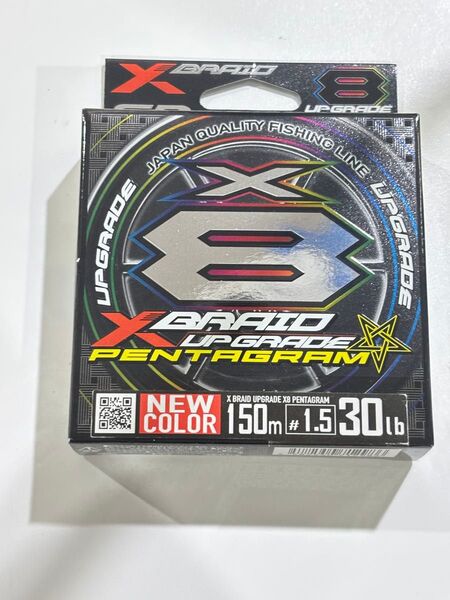 X BRAID
8
UPGRADE
JAPAN QUALITY FISHING LINE
UPGRADE
UPGRADE
X
8
X BRAID
UPGRADE
PENTAGRAM
NEW
COLOR
X BRAID UPGRADE X8 PENTAGRAM
150m #1.5 30lb